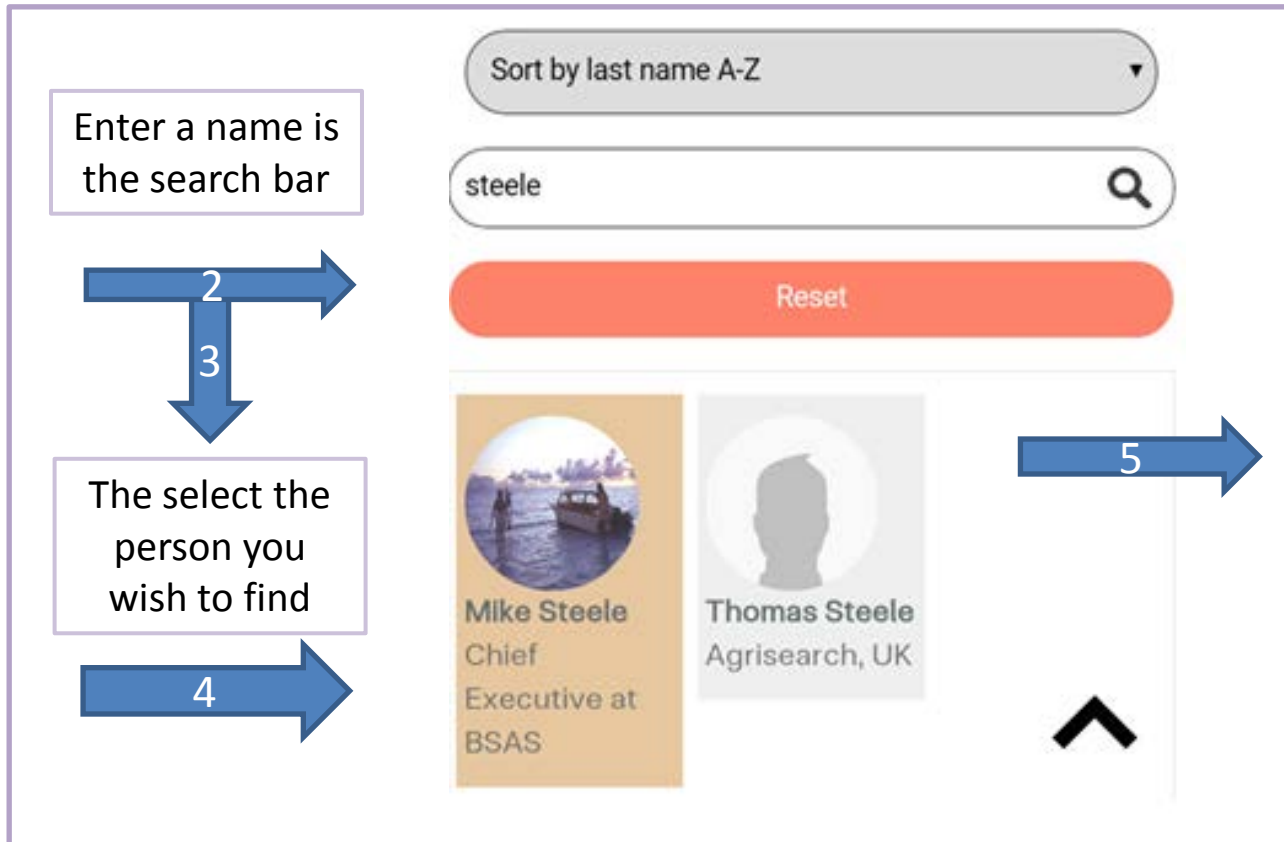 Sort by last name A-Z
Enter a name is
the search bar
steele
2
Reset
3
5
The select the
person you
wish to find
4
Mike Steele
Chief
Executive at
BSAS
Thomas Steele
Agrisearch, UK